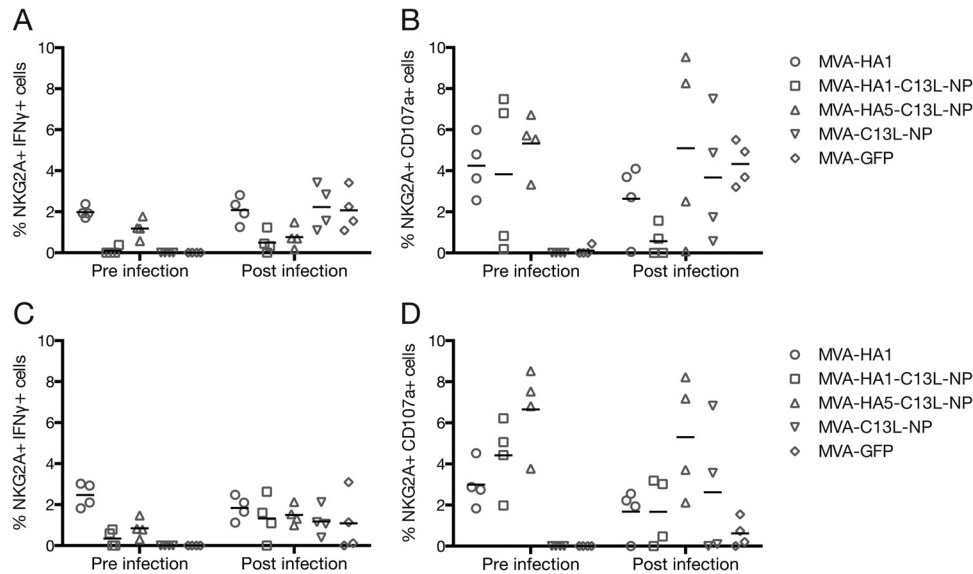 A
% NKG2A+ IFNγ+ cells
10
8
6
4
2
0
Pre infection
Post infection
B
% NKG2A+ CD107a+ cells
10
8
6
4
2
0
Pre infection
Post infection
MVA-HA1
MVA-HA1-C13L-NP
MVA-HA5-C13L-NP
MVA-C13L-NP
MVA-GFP
C
% NKG2A+ IFNγ+ cells
10
8
6
4
2
0
Pre infection
Post infection
D
% NKG2A+ CD107a+ cells
10
8
6
4
2
0
Pre infection
Post infection
MVA-HA1
MVA-HA1-C13L-NP
MVA-HA5-C13L-NP
MVA-C13L-NP
MVA-GFP